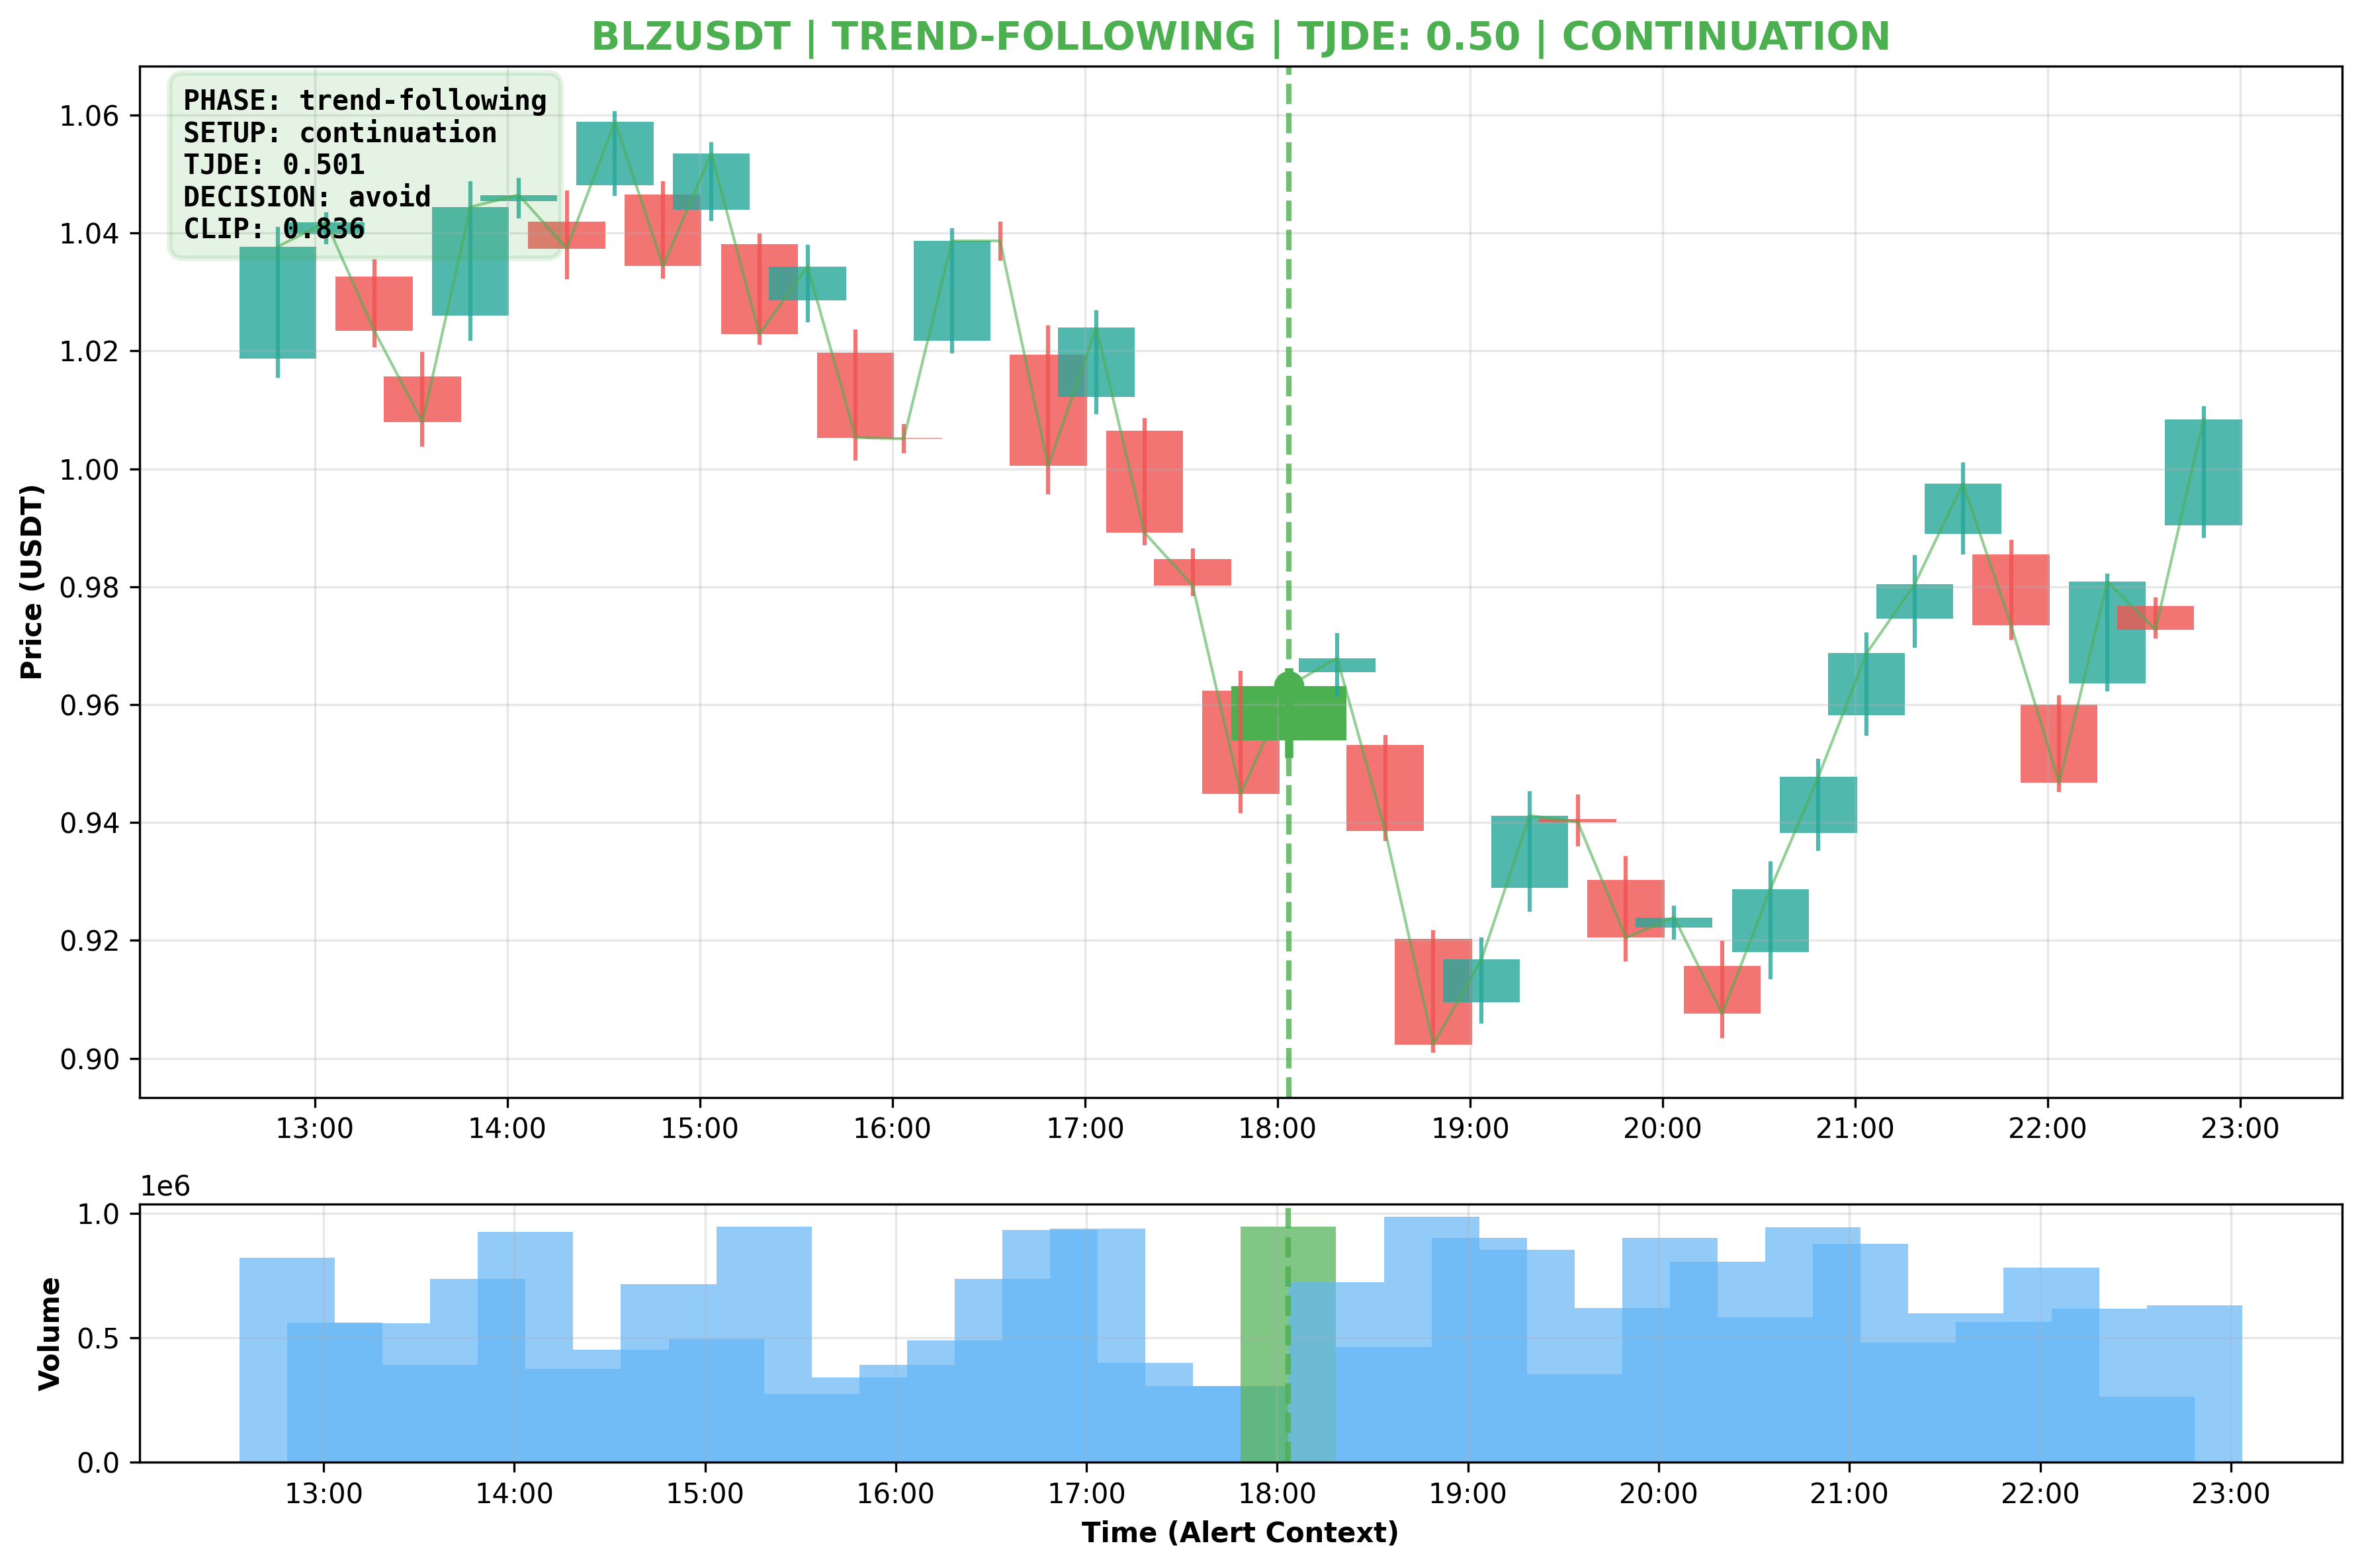 BLZUSDT | TREND-FOLLOWING | TJDE: 0.50 | CONTINUATION
PHASE: trend-following
SETUP: continuation
TJDE: 0.501
DECISION: avoid
CLIP: 0.836
Price (USDT)
1.06
1.04
1.02
1.00
0.98
0.96
0.94
0.92
0.90
13:00 14:00 15:00 16:00 17:00 18:00 19:00 20:00 21:00 22:00 23:00
1e6
Volume
1.0
0.5
0.0
13:00 14:00 15:00 16:00 17:00 18:00 19:00 20:00 21:00 22:00 23:00
Time (Alert Context)